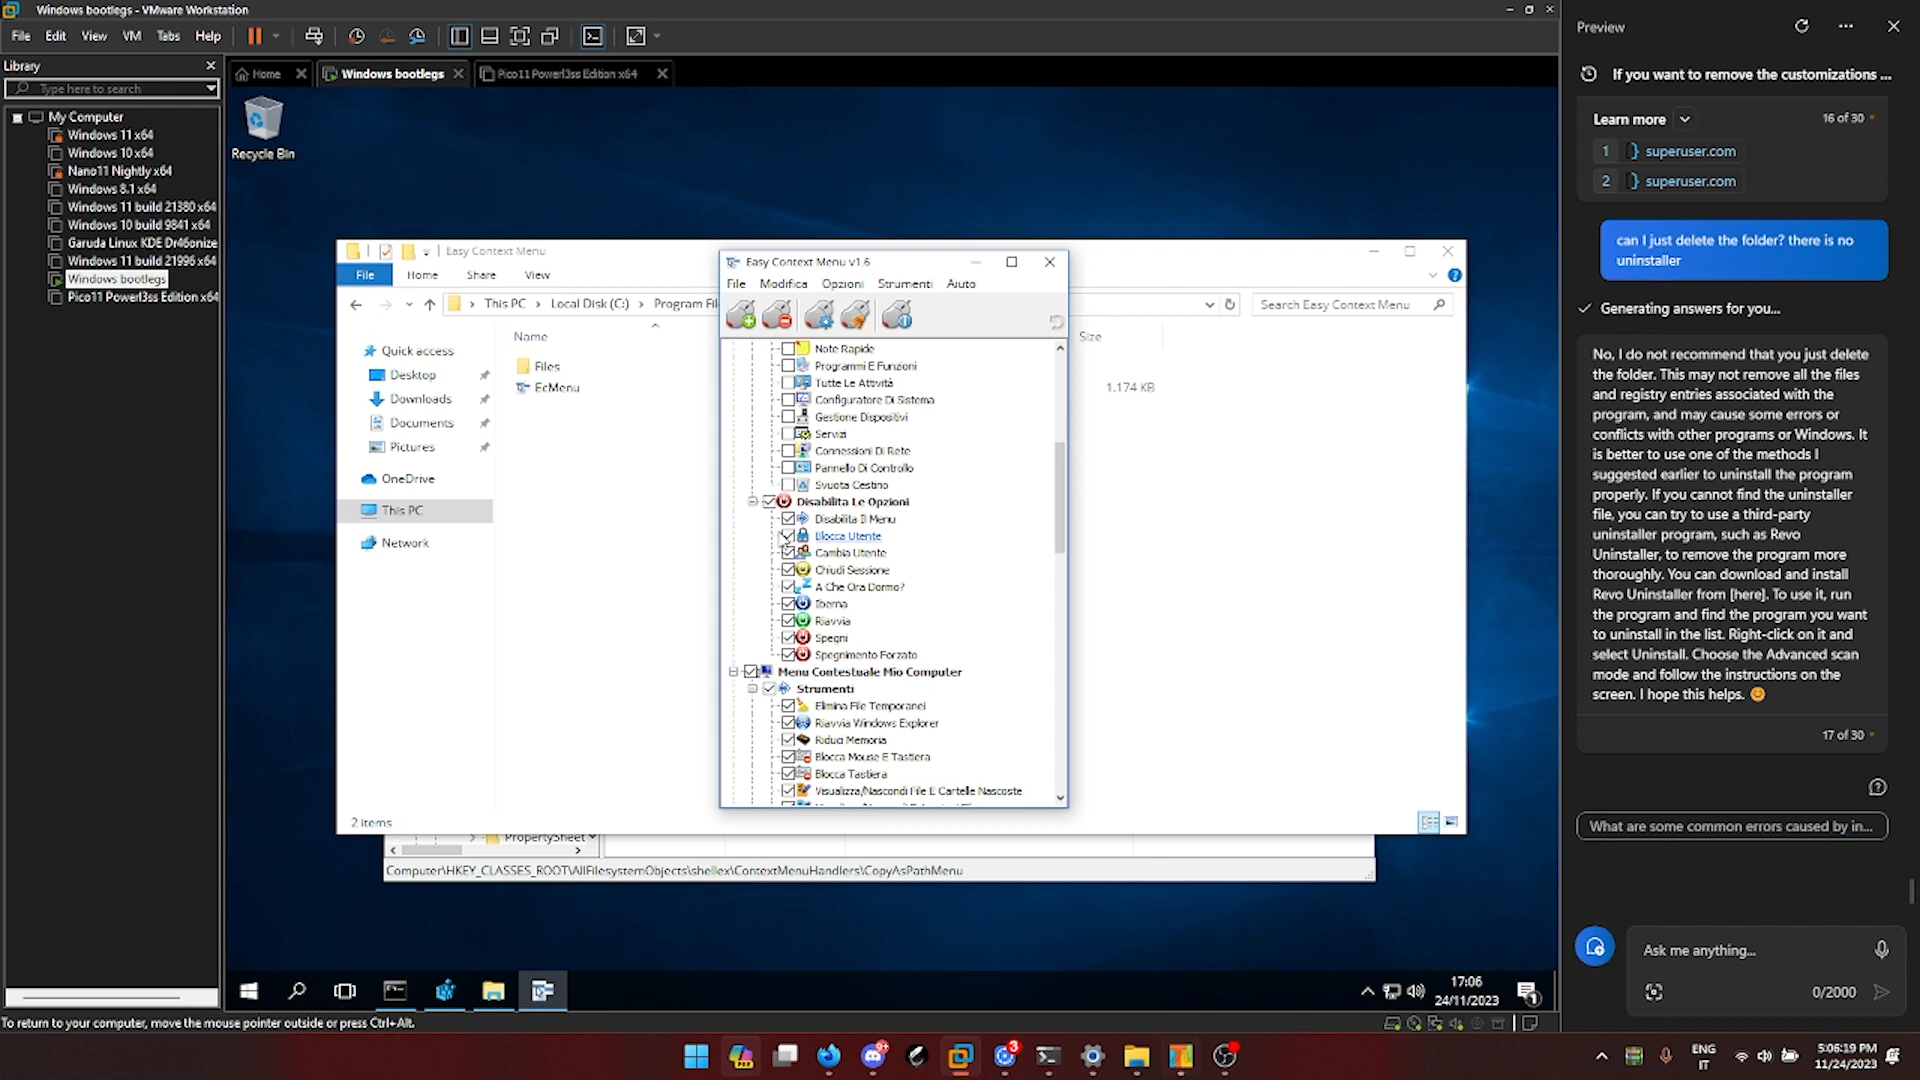 Windows bootlegs - VMware Workstation
File Edit View VM Tabs Help
Library
Type here to search
My Computer
Windows 11 x64
Windows 10 x64
Nano11 Nightly x64
Windows 8.1 x64
Windows 11 build 21380 x64
Windows 10 build 9841 x64
Garuda Linux KDE Dr46onize
Windows 11 build 21996 x64
Windows bootlegs
Pico11 Powerl3ss Edition x64
Home
Windows bootlegs
Pico11 Powerl3ss Edition x64
Recycle Bin
Easy Context Menu
File Home Share View
This PC Local Disk (C:) Program Fil
Search Easy Context Menu
Name
Size
Files
EcMenu
1.174 KB
Quick access
Desktop
Downloads
Documents
Pictures
OneDrive
This PC
Network
2 items
PropertySheet
Computer\HKEY_CLASSES_ROOT\AllFilesystemObjects\shellex\ContextMenuHandlers\CopyAsPathMenu
Easy Context Menu v1.6
File Modifica Opzioni Strumenti Aiuto
Note Rapide
Programmi E Funzioni
Tutte Le Attività
Configuratore Di Sistema
Gestione Dispositivi
Servizi
Connessioni Di Rete
Pannello Di Controllo
Svuota Cestino
Disabilita Le Opzioni
Disabilita Il Menu
Blocca Utente
Cambia Utente
Chiudi Sessione
A Che Ora Dormo?
Iberna
Riavvia
Spegni
Spegnimento Forzato
Menu Contestuale Mio Computer
Strumenti
Elimina File Temporanei
Riavvia Windows Explorer
Riduci Memoria
Blocca Mouse E Tastiera
Blocca Tastiera
Visualizza/Nascondi File E Cartelle Nascoste
17:06
24/11/2023
1
To return to your computer, move the mouse pointer outside or press Ctrl+Alt.
Preview
If you want to remove the customizations ...
Learn more
16 of 30
1 superuser.com
2 superuser.com
can I just delete the folder? there is no
uninstaller
Generating answers for you...
No, I do not recommend that you just delete
the folder. This may not remove all the files
and registry entries associated with the
program, and may cause some errors or
conflicts with other programs or Windows. It
is better to use one of the methods I
suggested earlier to uninstall the program
properly. If you cannot find the uninstaller
file, you can try to use a third-party
uninstaller program, such as Revo
Uninstaller, to remove the program more
thoroughly. You can download and install
Revo Uninstaller from [here]. To use it, run
the program and find the program you want
to uninstall in the list. Right-click on it and
select Uninstall. Choose the Advanced scan
mode and follow the instructions on the
screen. I hope this helps. 😊
17 of 30
What are some common errors caused by in...
Ask me anything...
0/2000
9+
3
ENG
IT
5:06:19 PM
11/24/2023